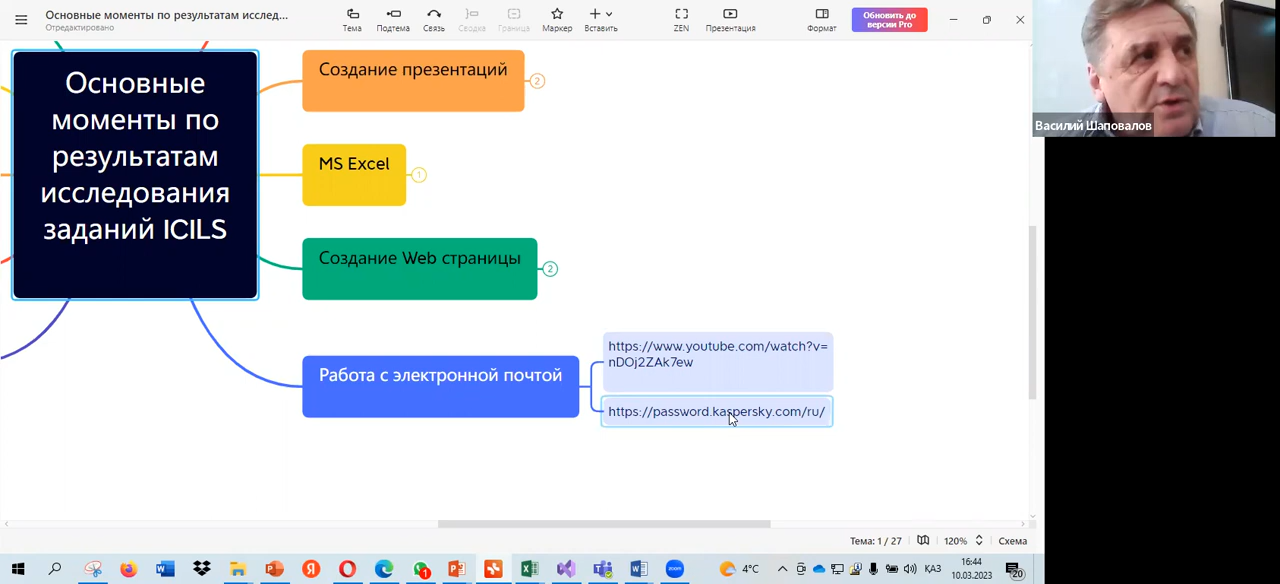 Основные моменты по результатам исслед...
Отредактировано
Тема
Подтема
Связь
Сводка
Граница
Маркер
Вставить
ZEN
Презентация
Формат
Обновить до
версии Pro
Василий Шаповалов
Основные
моменты по
результатам
исследования
заданий ICILS
Создание презентаций
2
MS Excel
1
Создание Web страницы
2
Работа с электронной почтой
https://www.youtube.com/watch?v=
nDOj2ZAk7ew
https://password.kaspersky.com/ru/
Тема: 1 / 27
120%
Схема
1
4°C
ҚАЗ
16:44
10.03.2023
20